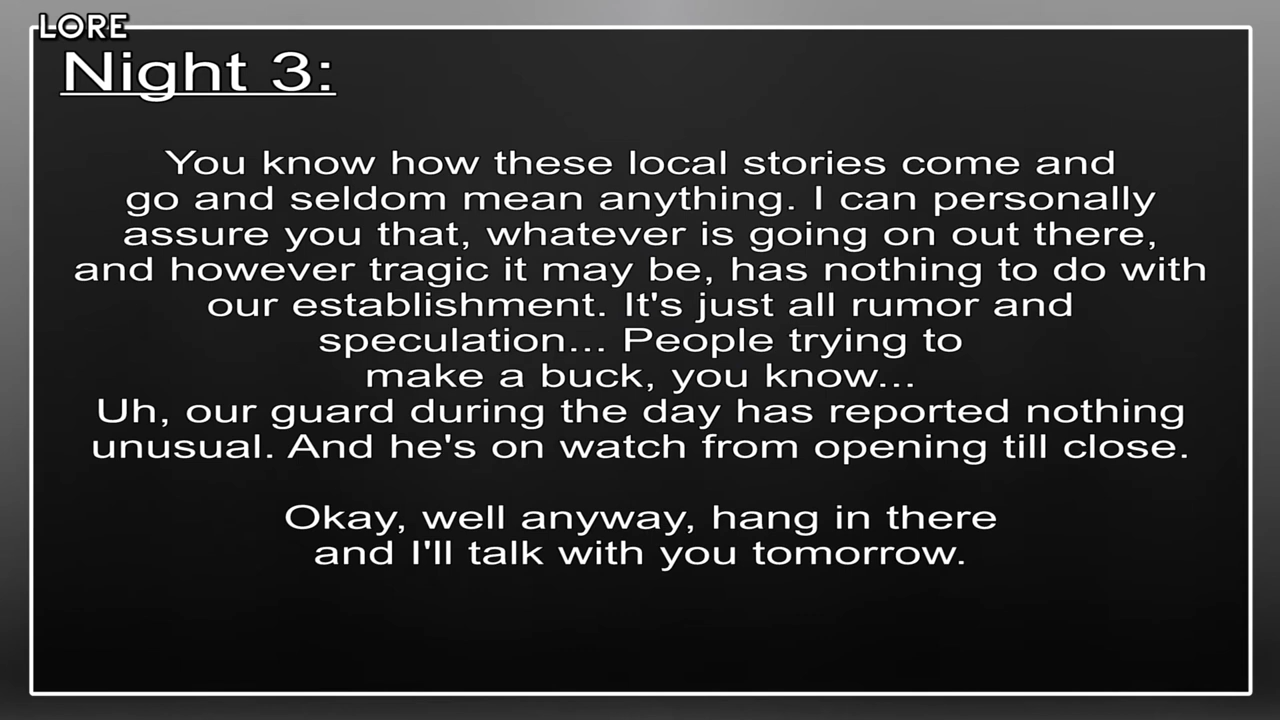 LORE
Night 3:
You know how these local stories come and
go and seldom mean anything. I can personally
assure you that, whatever is going on out there,
and however tragic it may be, has nothing to do with
our establishment. It's just all rumor and
speculation... People trying to
make a buck, you know...
Uh, our guard during the day has reported nothing
unusual. And he's on watch from opening till close.
Okay, well anyway, hang in there
and I'll talk with you tomorrow.